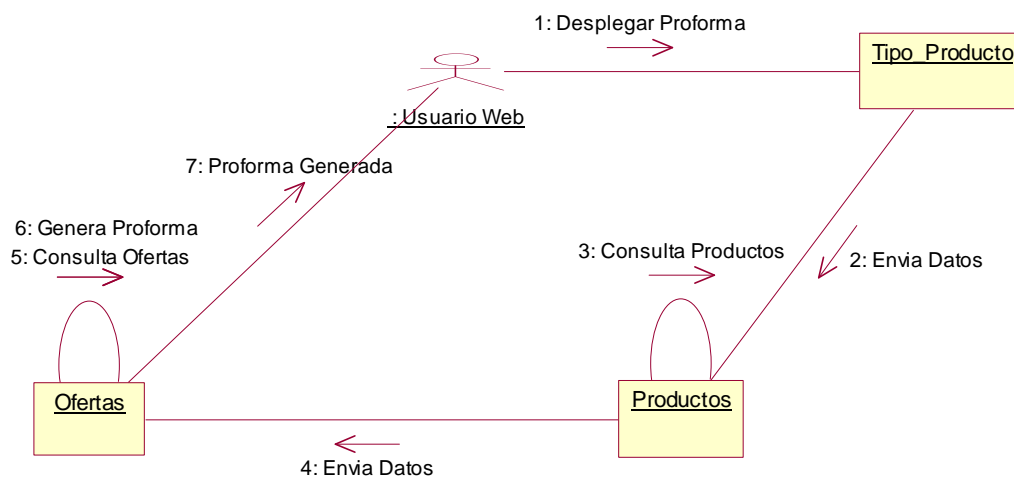 1: Desplegar Proforma
Tipo_Producto
: Usuario Web
7: Proforma Generada
6: Genera Proforma
5: Consulta Ofertas
3: Consulta Productos
2: Envia Datos
Ofertas
Productos
4: Envia Datos